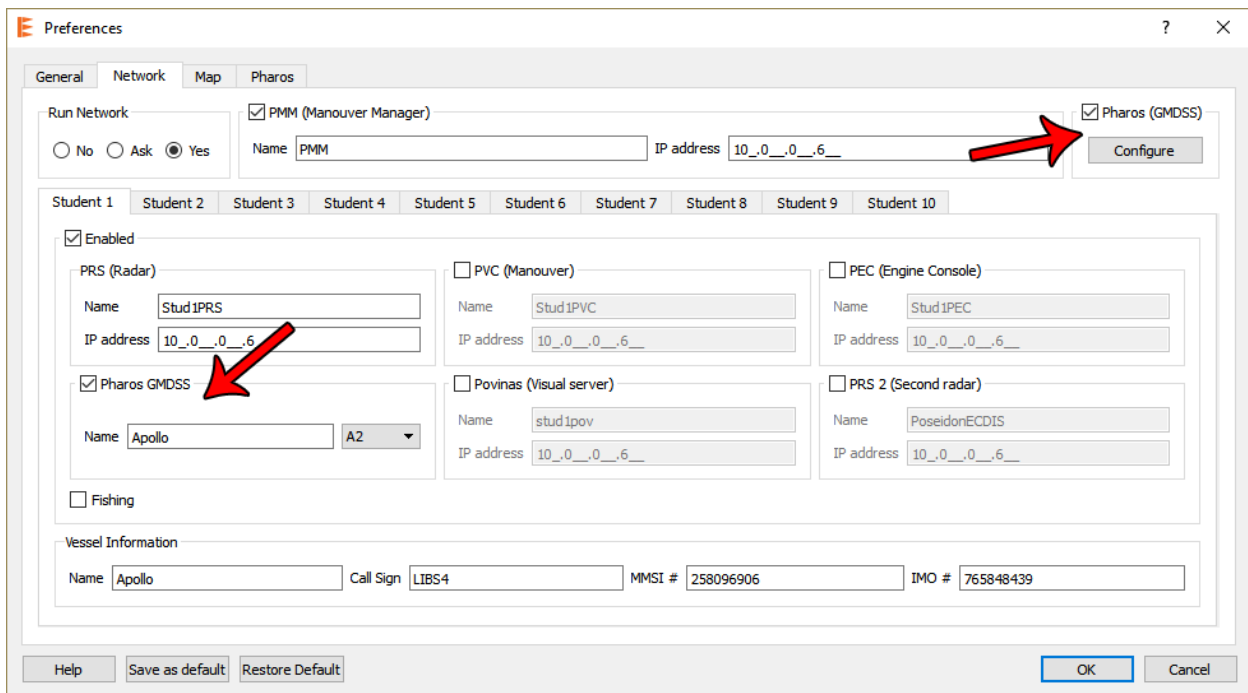 Preferences
General Network Map Pharos
Run Network
No Ask Yes
PMM (Manouver Manager)
Name PMM IP address 10_.0__.0__.6__
Pharos (GMDSS)
Configure
Student 1 Student 2 Student 3 Student 4 Student 5 Student 6 Student 7 Student 8 Student 9 Student 10
Enabled
PRS (Radar)
Name Stud1PRS
IP address 10_.0__.0__.6
PVC (Manouver)
Name Stud1PVC
IP address 10_.0__.0__.6__
PEC (Engine Console)
Name Stud1PEC
IP address 10_.0__.0__.6__
Pharos GMDSS
Name Apollo A2
Povinas (Visual server)
Name stud1pov
IP address 10_.0__.0__.6__
PRS 2 (Second radar)
Name PoseidonECDIS
IP address 10_.0__.0__.6__
Fishing
Vessel Information
Name Apollo Call Sign LIBS4 MMSI # 258096906 IMO # 765848439
Help Save as default Restore Default OK Cancel